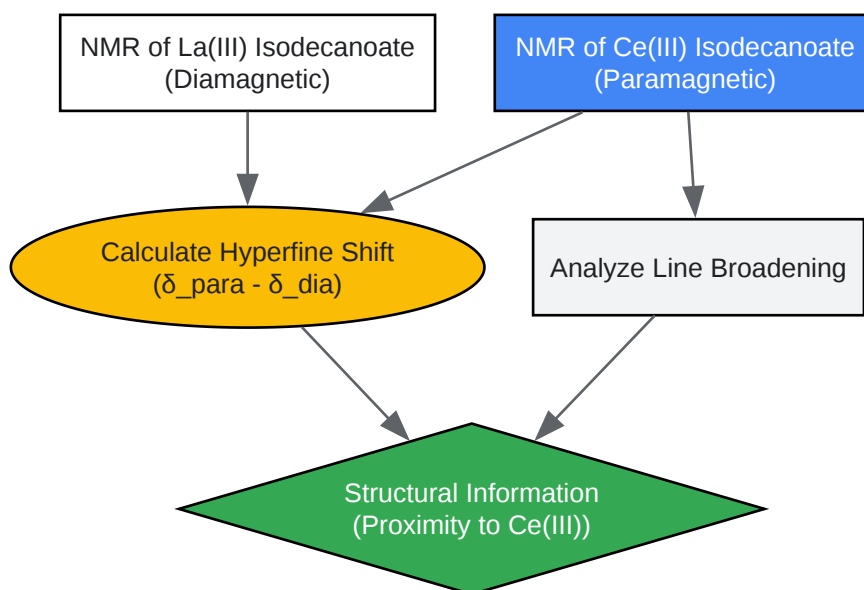 NMR of La(III) Isodecanoate
(Diamagnetic)
NMR of Ce(III) Isodecanoate
(Paramagnetic)
Calculate Hyperfine Shift
(δ_para - δ_dia)
Analyze Line Broadening
Structural Information
(Proximity to Ce(III))